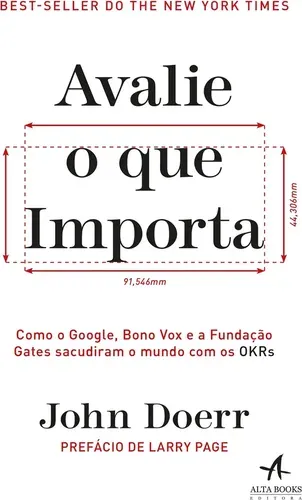 BEST-SELLER DO THE NEW YORK TIMES
Avalie
o que
Importa
44,306mm
91,546mm
Como o Google, Bono Vox e a Fundação
Gates sacudiram o mundo com os OKRs
John Doerr
PREFÁCIO DE LARRY PAGE
ALTA BOOKS
EDITORA